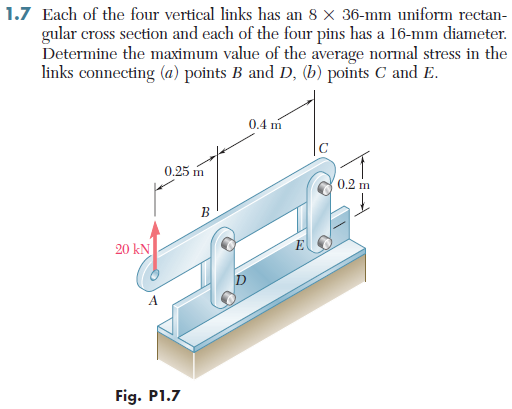 1.7 Each of the four vertical links has an 8 × 36-mm uniform rectan-
gular cross section and each of the four pins has a 16-mm diameter.
Determine the maximum value of the average normal stress in the
links connecting (a) points B and D, (b) points C and E.
0.4 m
C
0.25 m
0.2 m
B
20 kN
E
D
A
Fig. P1.7